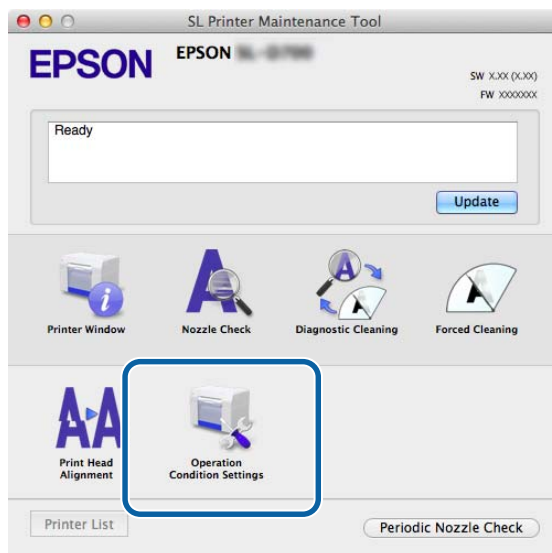 SL Printer Maintenance Tool
EPSON
EPSON
SW X.XX (X.XX)
FW XXXXXXX
Ready
Update
Printer Window
Nozzle Check
Diagnostic Cleaning
Forced Cleaning
Print Head
Alignment
Operation
Condition Settings
Printer List
Periodic Nozzle Check